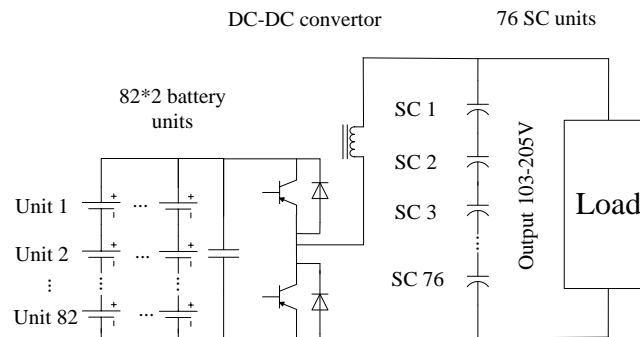 DC-DC convertor
76 SC units
82*2 battery
units
SC 1
SC 2
SC 3
SC 76
Output 103-205V
Load
Unit 1
Unit 2
Unit 82